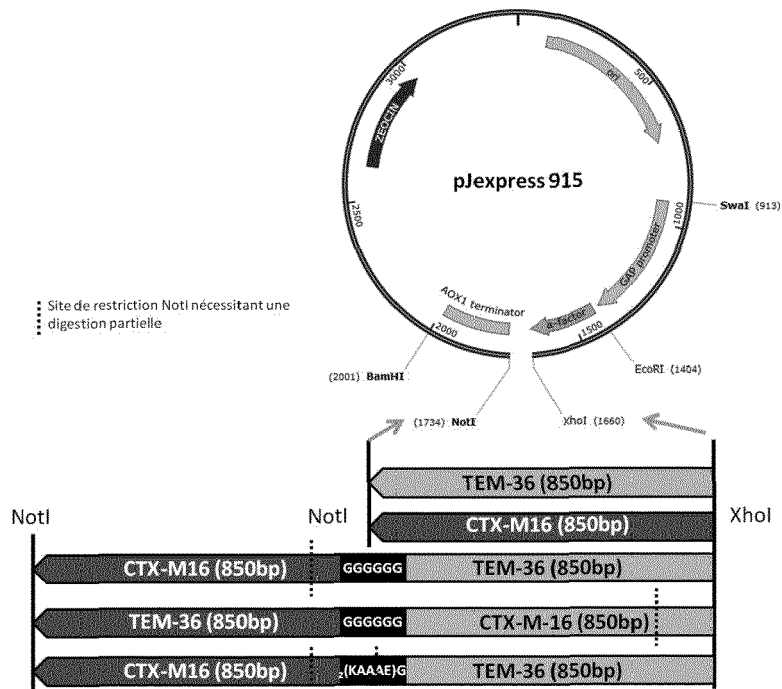 ori
500
3000
ZEOCIN
pJexpress 915
SwaI (913)
2500
1000
GAP promoter
AOX1 terminator
a-factor
1500
2000
Site de restriction NotI nécessitant une
digestion partielle
(2001) BamHI
EcoRI (1404)
(1734) NotI
XhoI (1660)
TEM-36 (850bp)
NotI
NotI
CTX-M16 (850bp)
XhoI
CTX-M16 (850bp)
GGGGGG
TEM-36 (850bp)
TEM-36 (850bp)
GGGGGG
CTX-M-16 (850bp)
CTX-M16 (850bp)
2(KAAAE)G
TEM-36 (850bp)